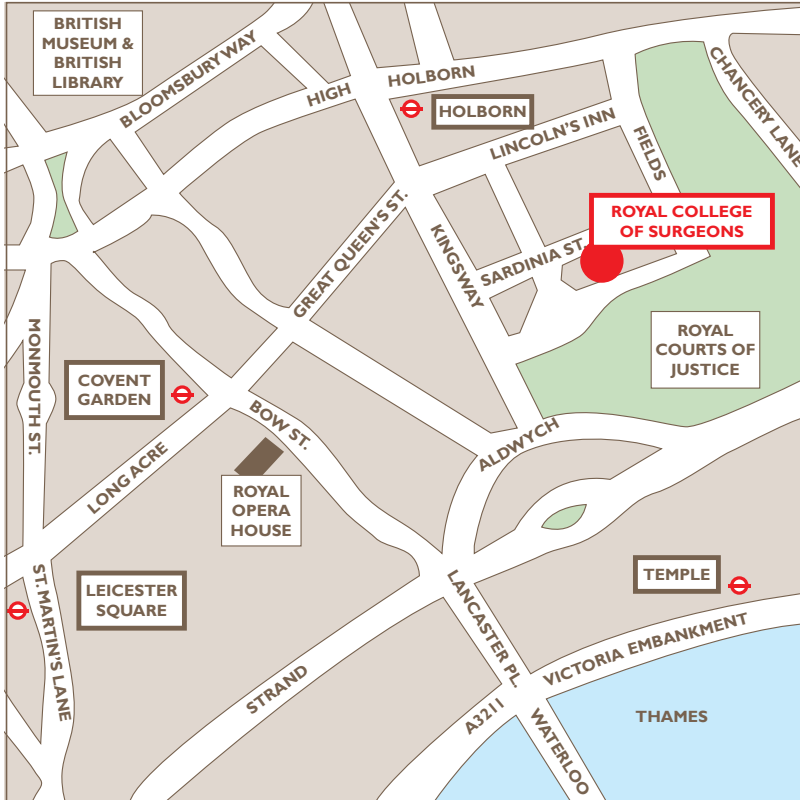 BRITISH
MUSEUM &
BRITISH
LIBRARY
BLOOMSBURY WAY
HIGH HOLBORN
CHANCERY LANE
HOLBORN
LINCOLN'S INN
FIELDS
ROYAL COLLEGE
OF SURGEONS
GREAT QUEEN'S ST.
KINGSWAY
SARDINIA ST.
MONMOUTH ST.
ROYAL
COURTS OF
JUSTICE
COVENT
GARDEN
BOW ST.
ALDWYCH
LONG ACRE
ROYAL
OPERA
HOUSE
ST.MARTIN'S LANE
LEICESTER
SQUARE
LANCASTER PL.
TEMPLE
STRAND
VICTORIA EMBANKMENT
A3211
WATERLOO
THAMES